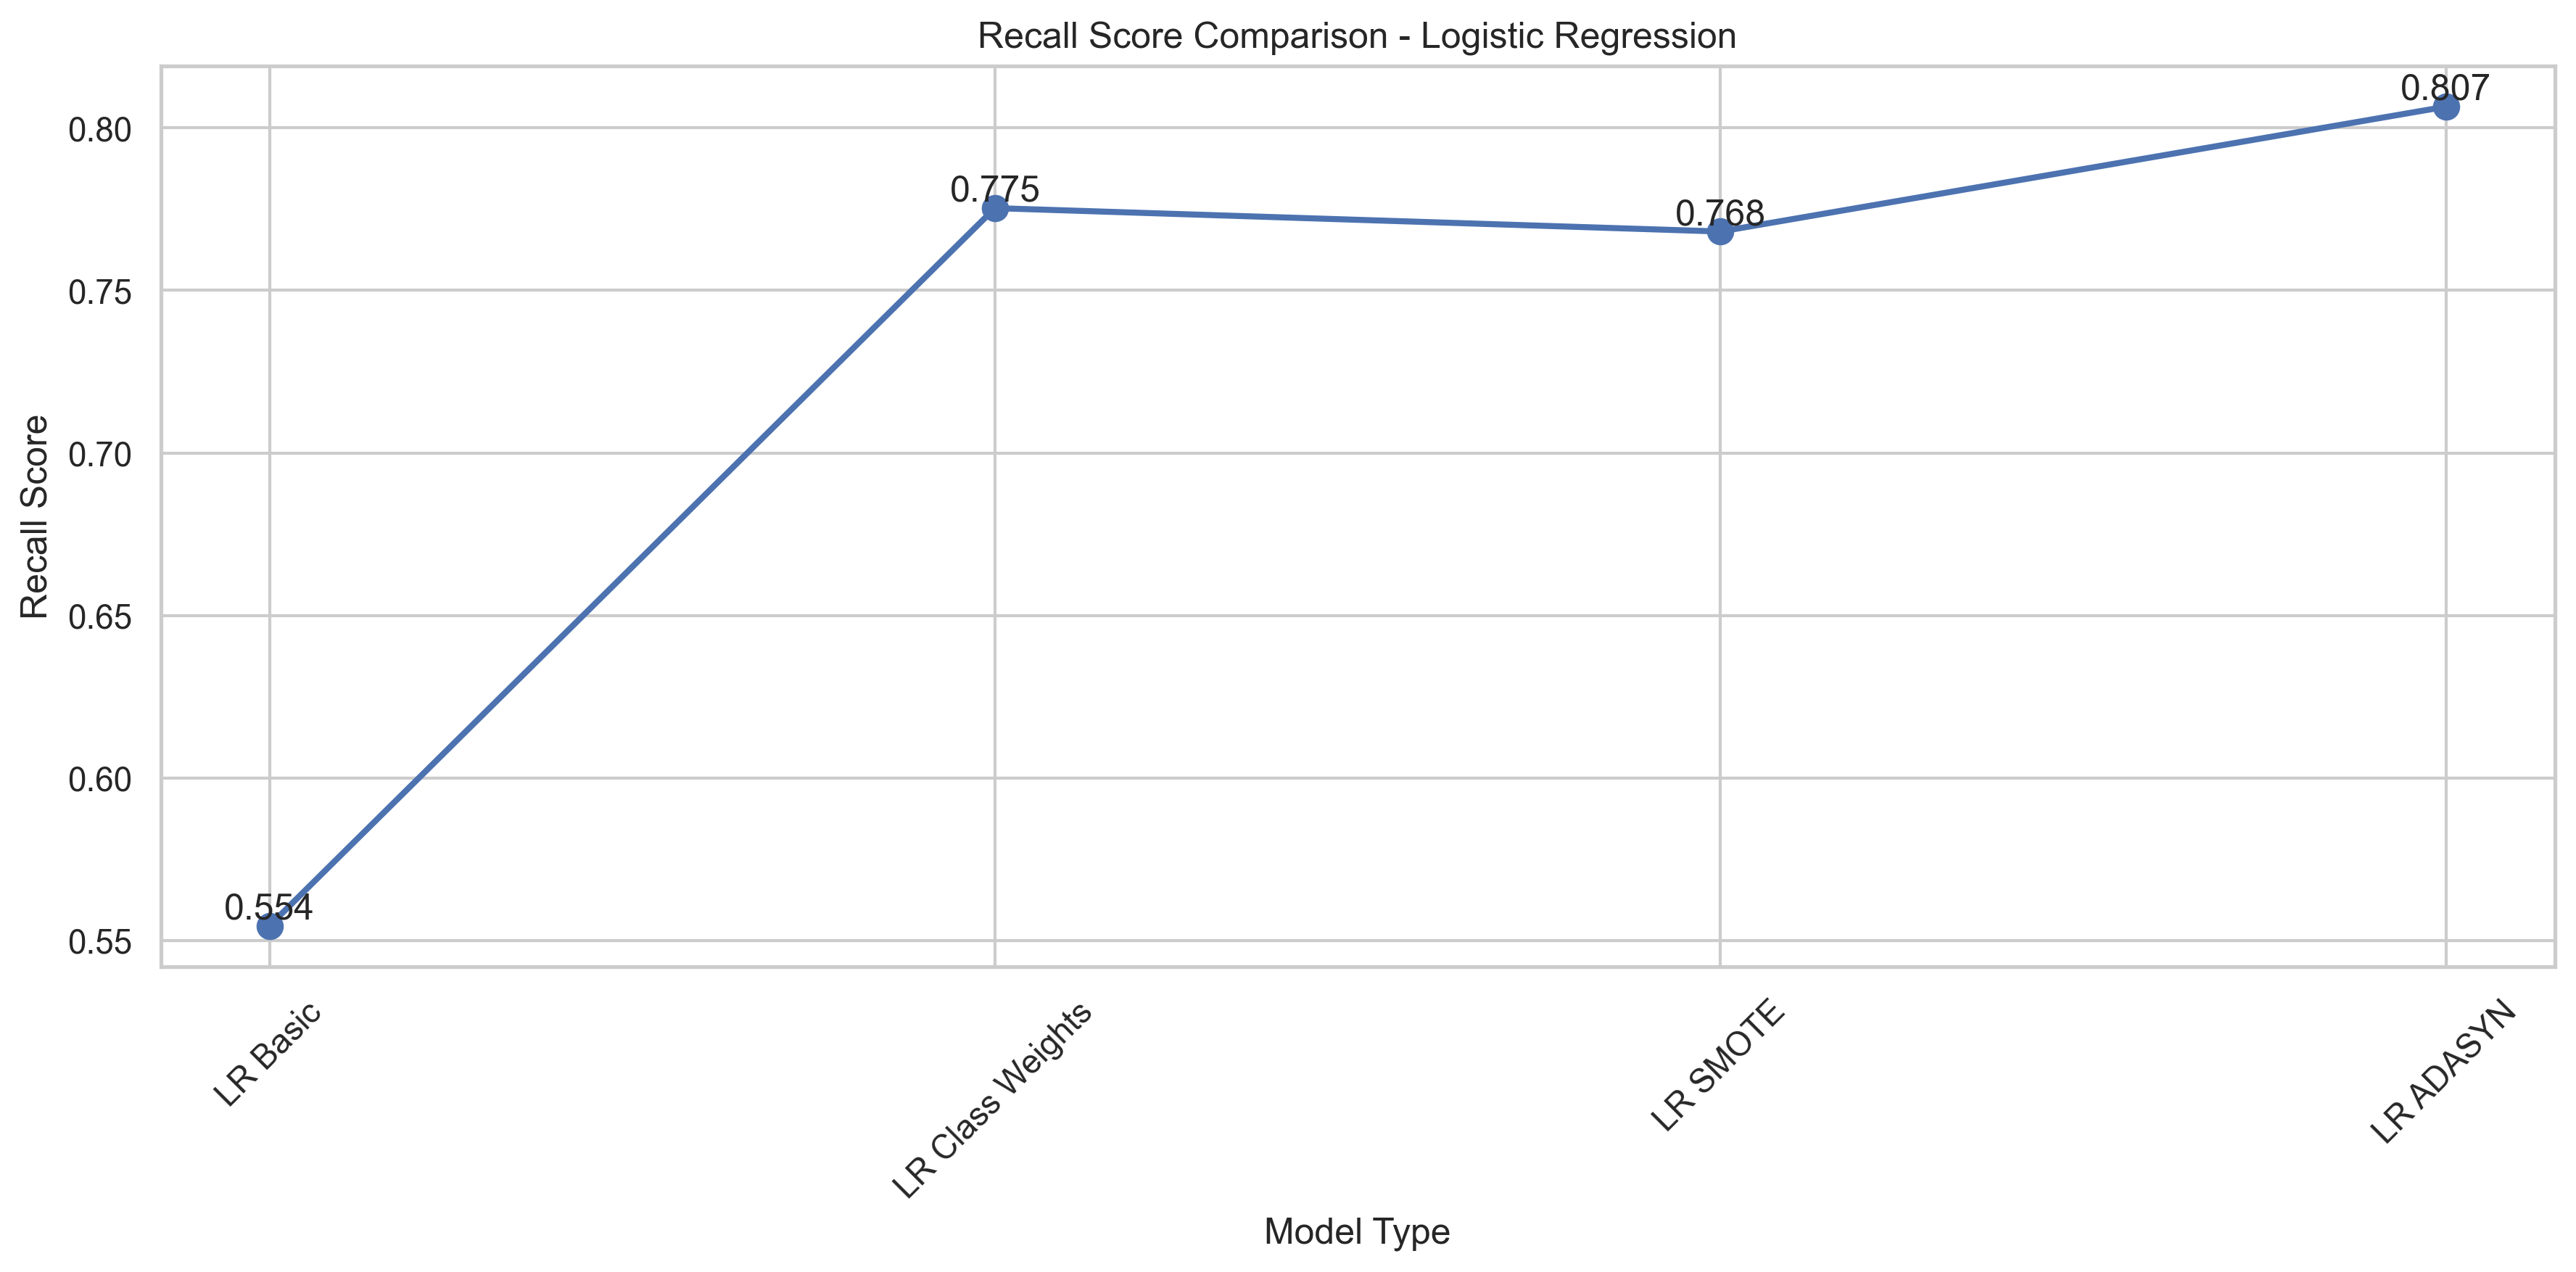 Recall Score Comparison - Logistic Regression
Recall Score
0.80
0.75
0.70
0.65
0.60
0.55
0.554
0.775
0.768
0.807
LR Basic
LR Class Weights
LR SMOTE
LR ADASYN
Model Type